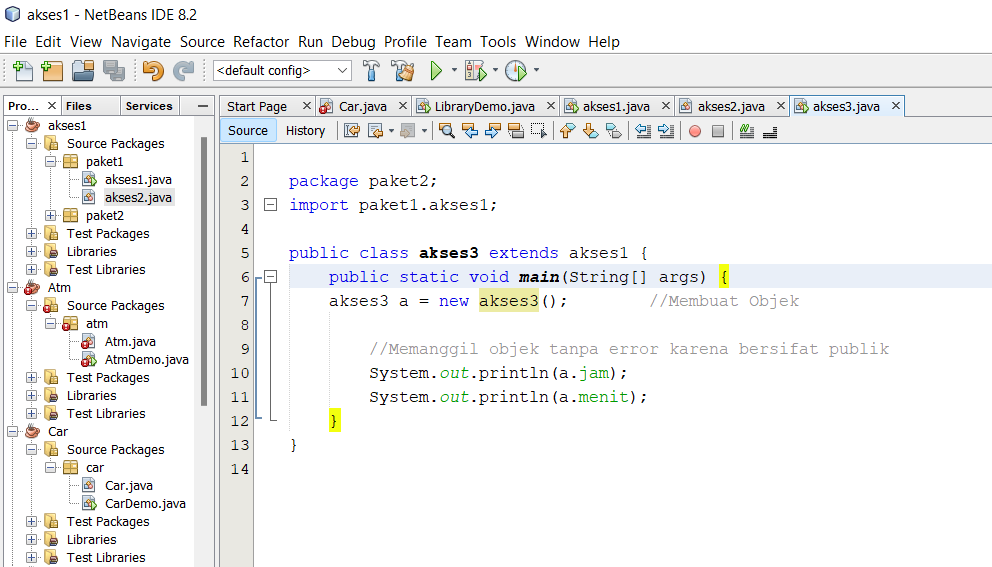 akses1 - NetBeans IDE 8.2
File Edit View Navigate Source Refactor Run Debug Profile Team Tools Window Help
<default config>
Pro... Files Services
akses1
Source Packages
paket1
akses1.java
akses2.java
paket2
Test Packages
Libraries
Test Libraries
Atm
Source Packages
atm
Atm.java
AtmDemo.java
Test Packages
Libraries
Test Libraries
Car
Source Packages
car
Car.java
CarDemo.java
Test Packages
Libraries
Test Libraries
Start Page Car.java LibraryDemo.java akses1.java akses2.java akses3.java
Source History
1
2 package paket2;
3 import paket1.akses1;
4
5 public class akses3 extends akses1 {
6 public static void main(String[] args) {
7 akses3 a = new akses3(); //Membuat Objek
8
9 //Memanggil objek tanpa error karena bersifat publik
10 System.out.println(a.jam);
11 System.out.println(a.menit);
12 }
13 }
14